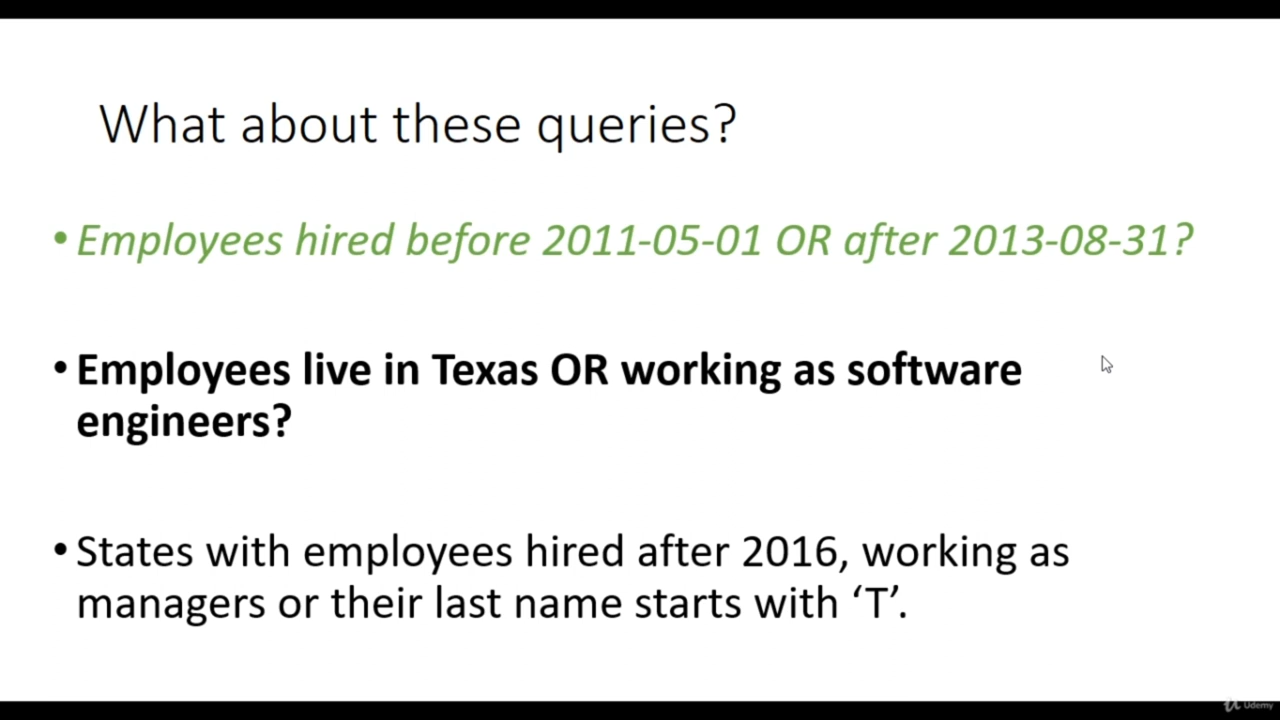 What about these queries?
• Employees hired before 2011-05-01 OR after 2013-08-31?
• Employees live in Texas OR working as software
engineers?
• States with employees hired after 2016, working as
managers or their last name starts with ‘T’.
Udemy